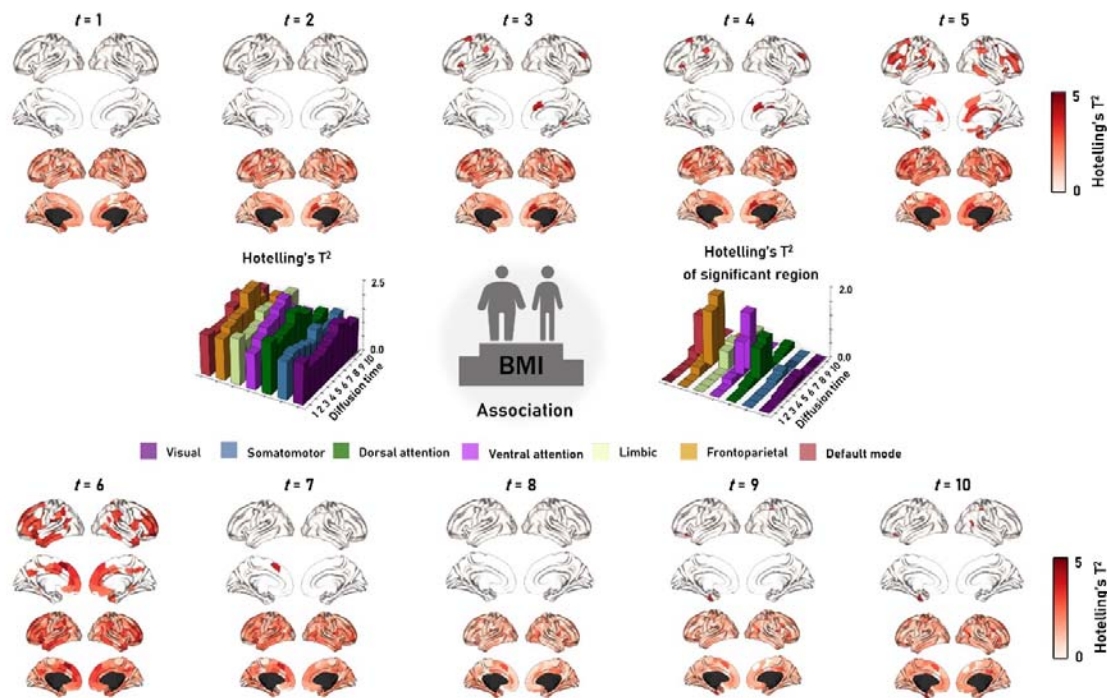 t = 1
t = 2
t = 3
t = 4
t = 5
5
0
Hotelling's T²
Hotelling's T²
2.5
0.0
1 2 3 4 5 6 7 8 9 10
Diffusion time
BMI
Association
Hotelling's T²
of significant region
2.0
0.0
1 2 3 4 5 6 7 8 9 10
Diffusion time
Visual
Somatomotor
Dorsal attention
Ventral attention
Limbic
Frontoparietal
Default mode
t = 6
t = 7
t = 8
t = 9
t = 10
5
0
Hotelling's T²